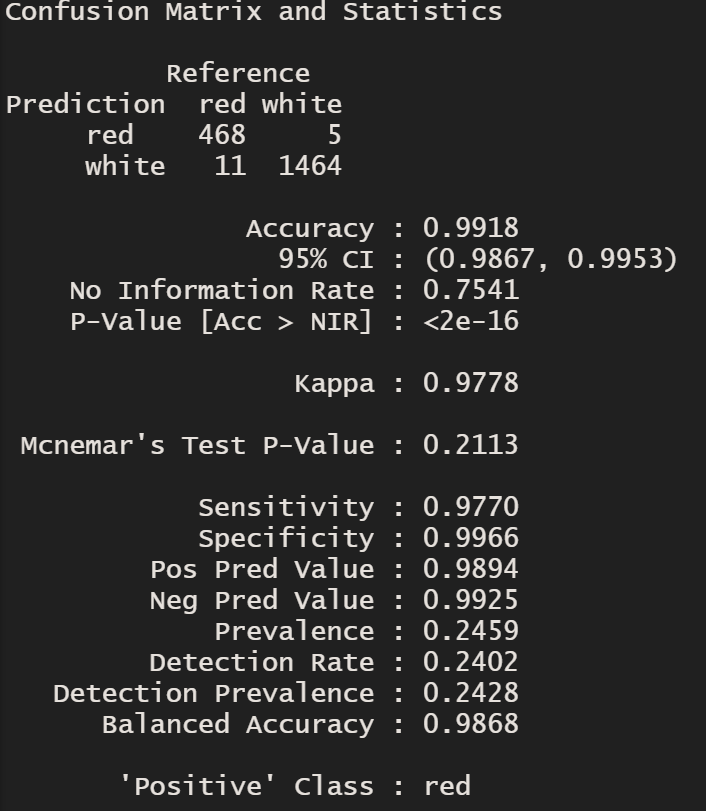 Confusion Matrix and Statistics
Reference
Prediction red white
red 468 5
white 11 1464
Accuracy : 0.9918
95% CI : (0.9867, 0.9953)
No Information Rate : 0.7541
P-Value [Acc > NIR] : <2e-16
Kappa : 0.9778
Mcnemar's Test P-Value : 0.2113
Sensitivity : 0.9770
Specificity : 0.9966
Pos Pred Value : 0.9894
Neg Pred Value : 0.9925
Prevalence : 0.2459
Detection Rate : 0.2402
Detection Prevalence : 0.2428
Balanced Accuracy : 0.9868
'Positive' Class : red